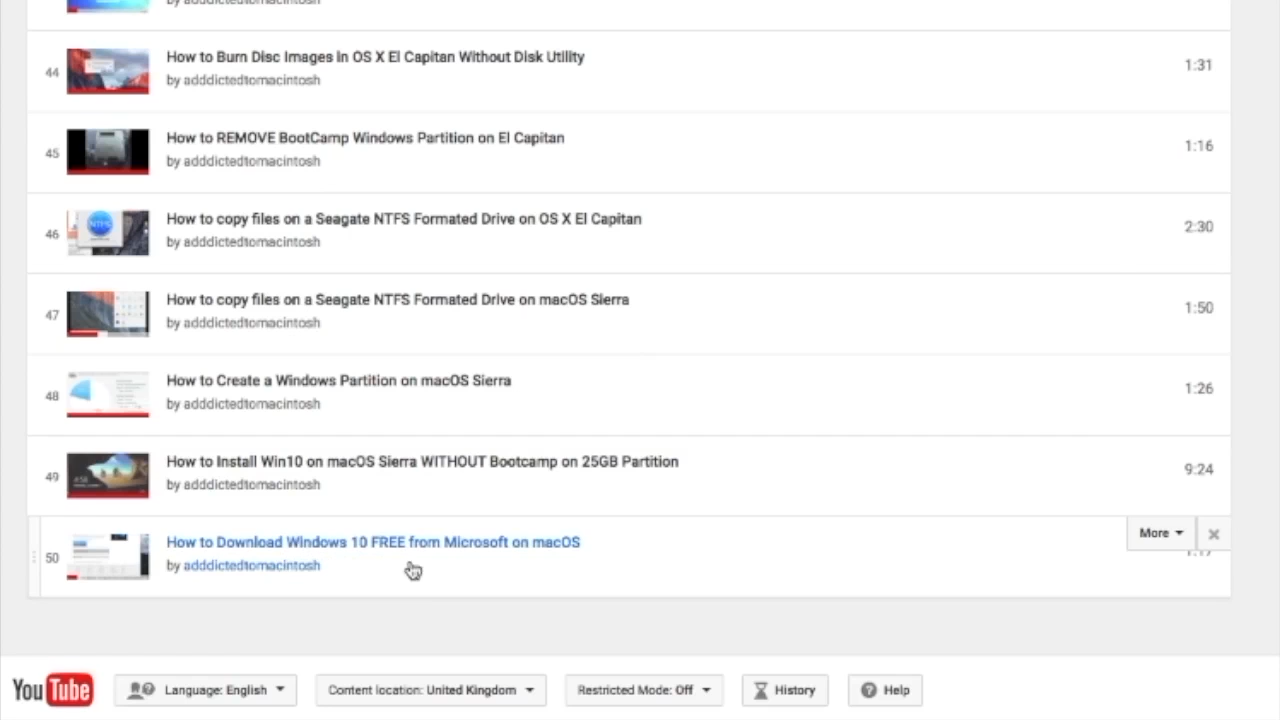 by adddictedtomacintosh
44
How to Burn Disc Images in OS X El Capitan Without Disk Utility
1:31
by adddictedtomacintosh
45
How to REMOVE BootCamp Windows Partition on El Capitan
1:16
by adddictedtomacintosh
46
How to copy files on a Seagate NTFS Formated Drive on OS X El Capitan
2:30
by adddictedtomacintosh
NTFS
47
How to copy files on a Seagate NTFS Formated Drive on macOS Sierra
1:50
by adddictedtomacintosh
48
How to Create a Windows Partition on macOS Sierra
1:26
by adddictedtomacintosh
49
How to Install Win10 on macOS Sierra WITHOUT Bootcamp on 25GB Partition
9:24
by adddictedtomacintosh
50
How to Download Windows 10 FREE from Microsoft on macOS
More
by adddictedtomacintosh
YouTube
Language: English
Content location: United Kingdom
Restricted Mode: Off
History
Help